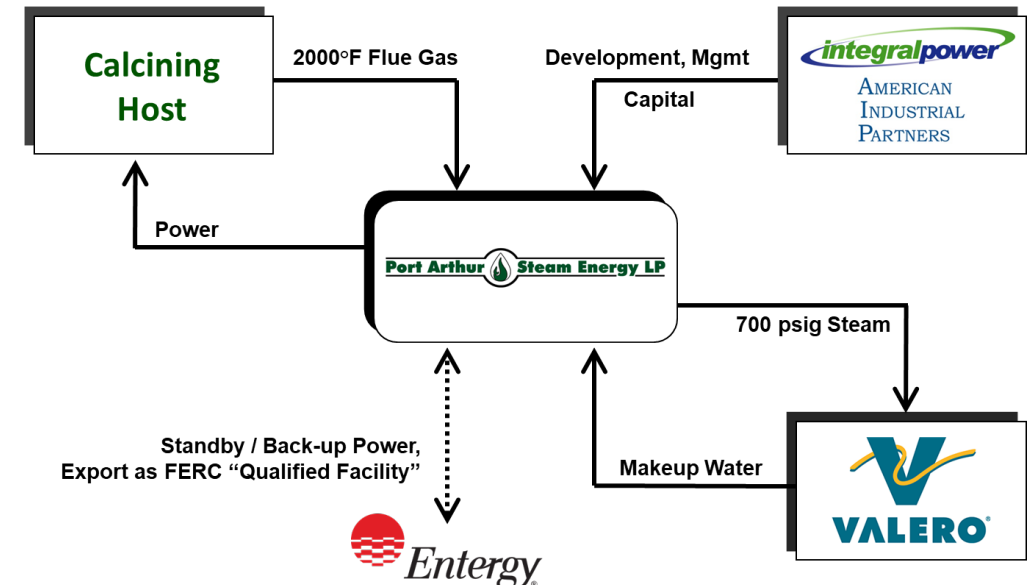 Calcining
Host
2000°F Flue Gas
Development, Mgmt
Capital
integralpower
AMERICAN
INDUSTRIAL
PARTNERS
Power
Port Arthur Steam Energy LP
700 psig Steam
Standby / Back-up Power,
Export as FERC “Qualified Facility”
Makeup Water
VALERO®
Entergy®